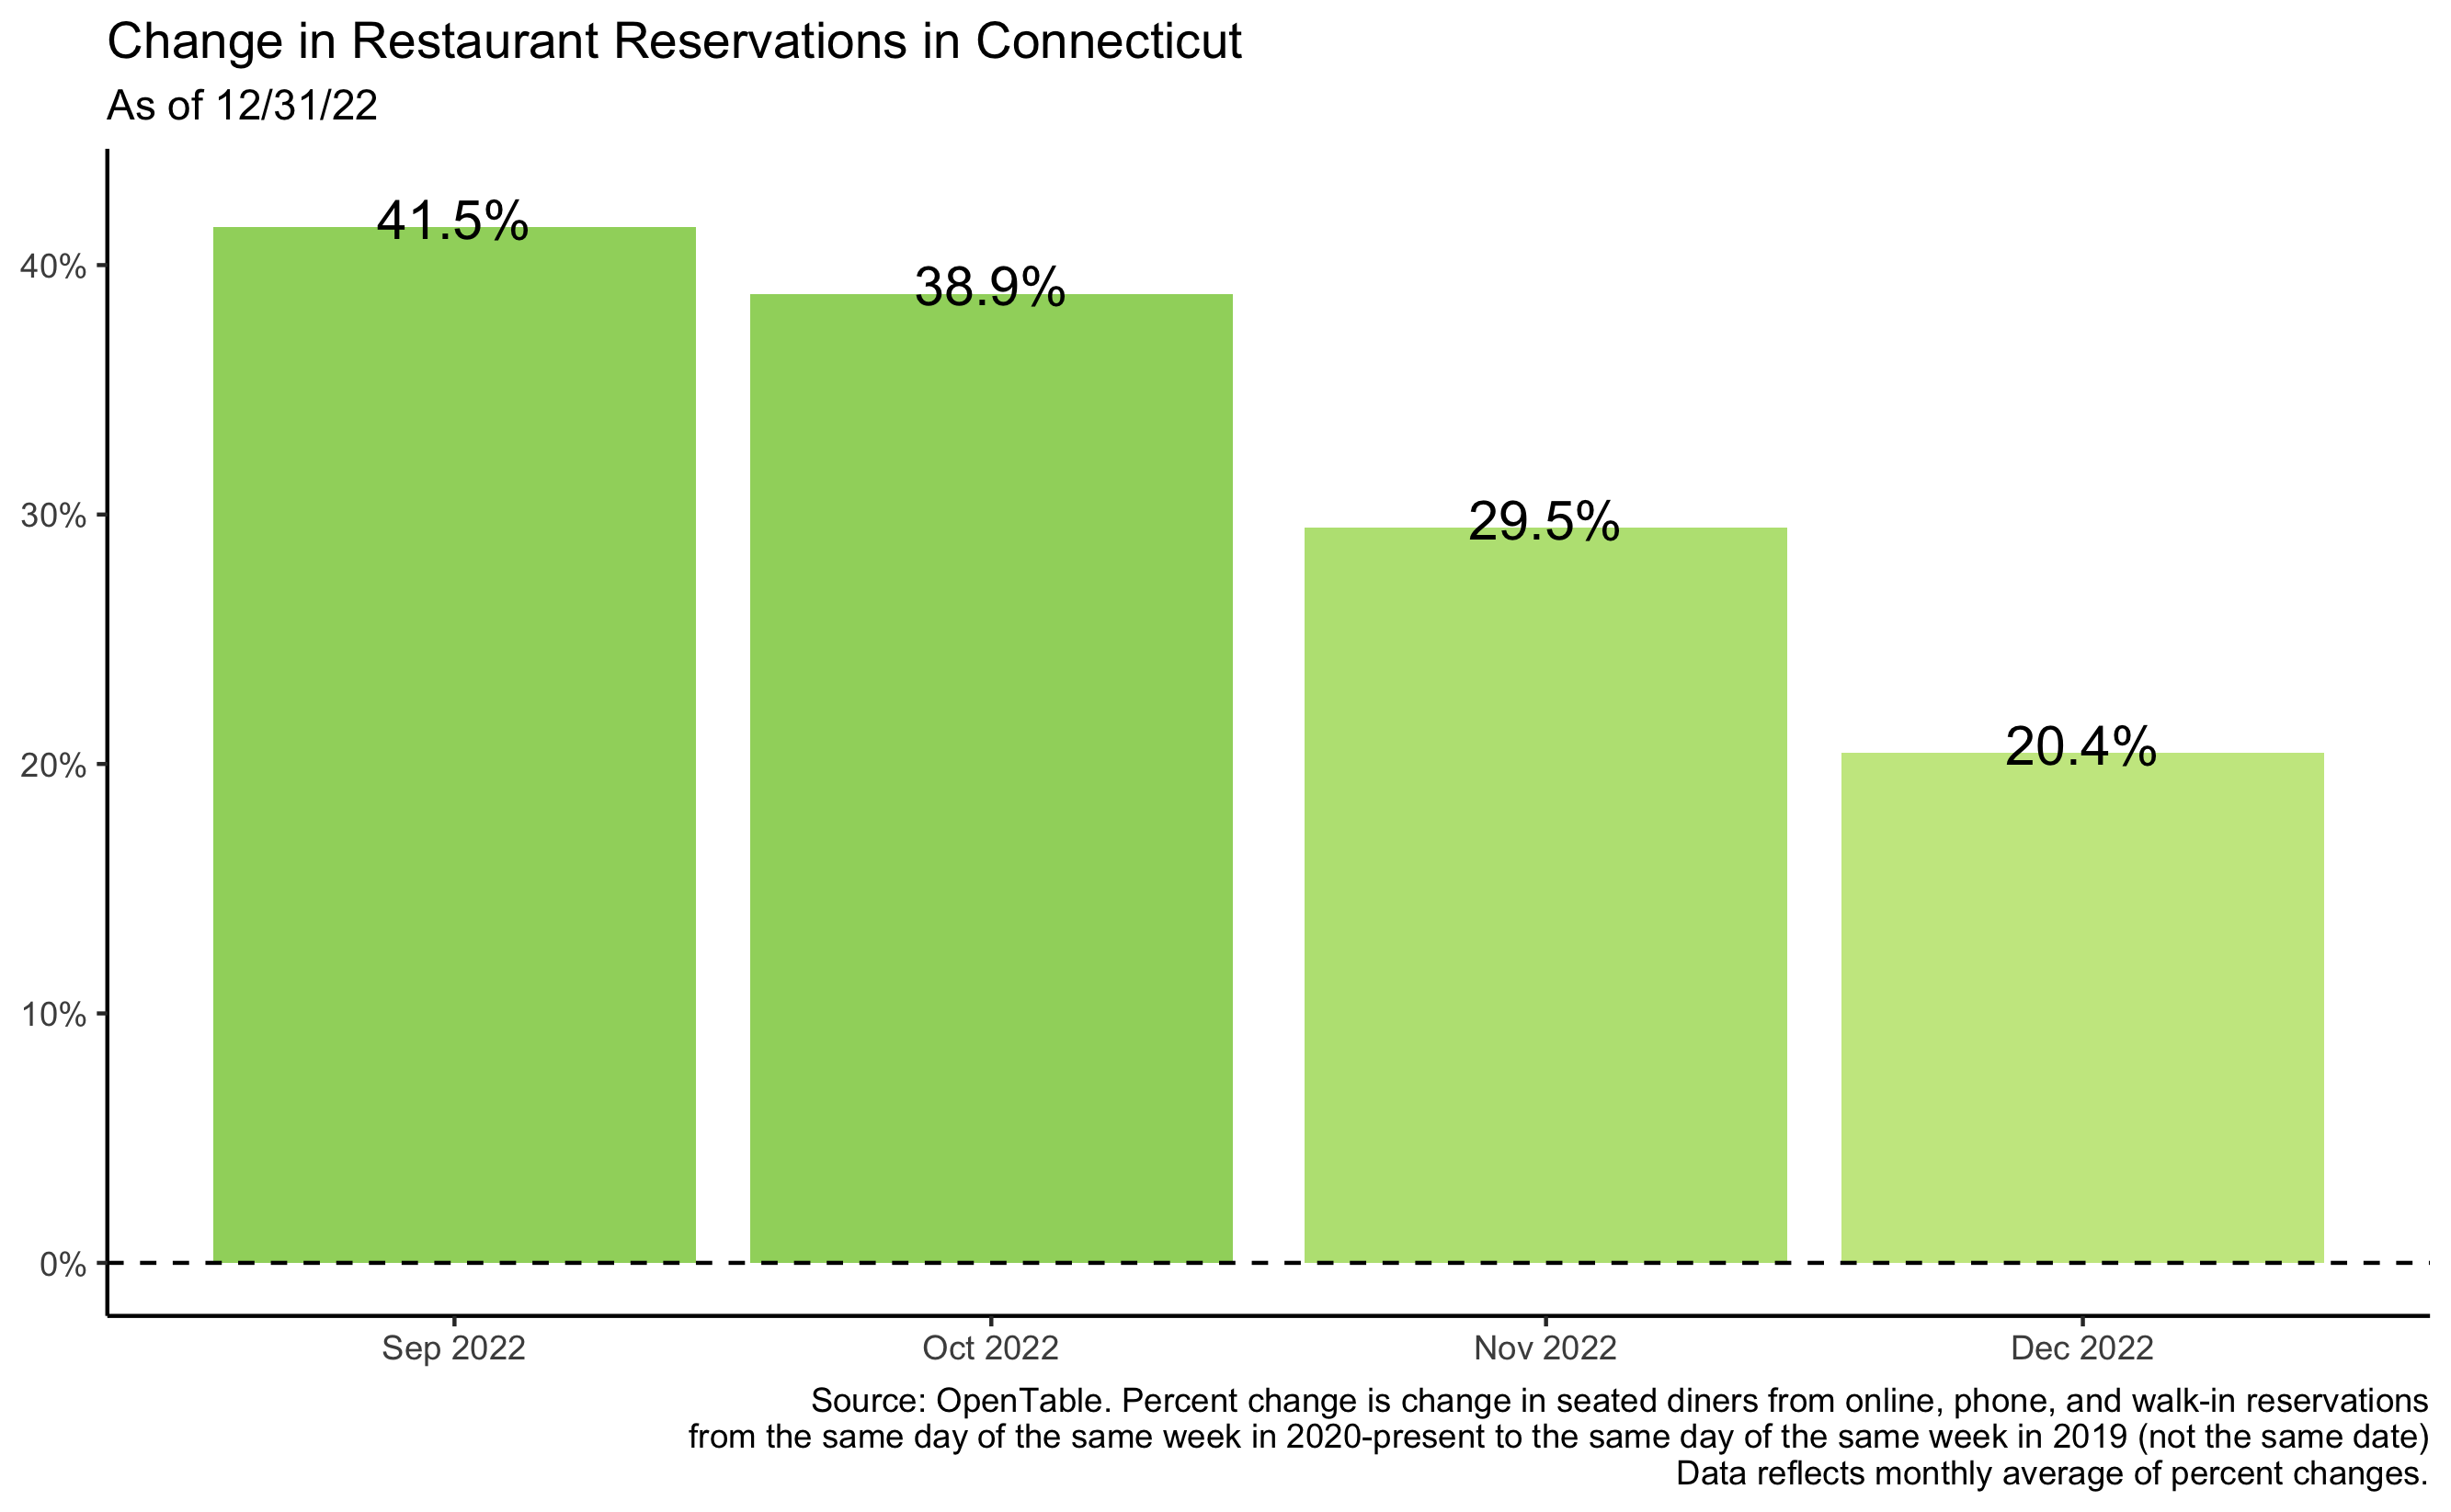 Change in Restaurant Reservations in Connecticut
As of 12/31/22
41.5%
38.9%
29.5%
20.4%
40%
30%
20%
10%
0%
Sep 2022
Oct 2022
Nov 2022
Dec 2022
Source: OpenTable. Percent change is change in seated diners from online, phone, and walk-in reservations
from the same day of the same week in 2020-present to the same day of the same week in 2019 (not the same date)
Data reflects monthly average of percent changes.